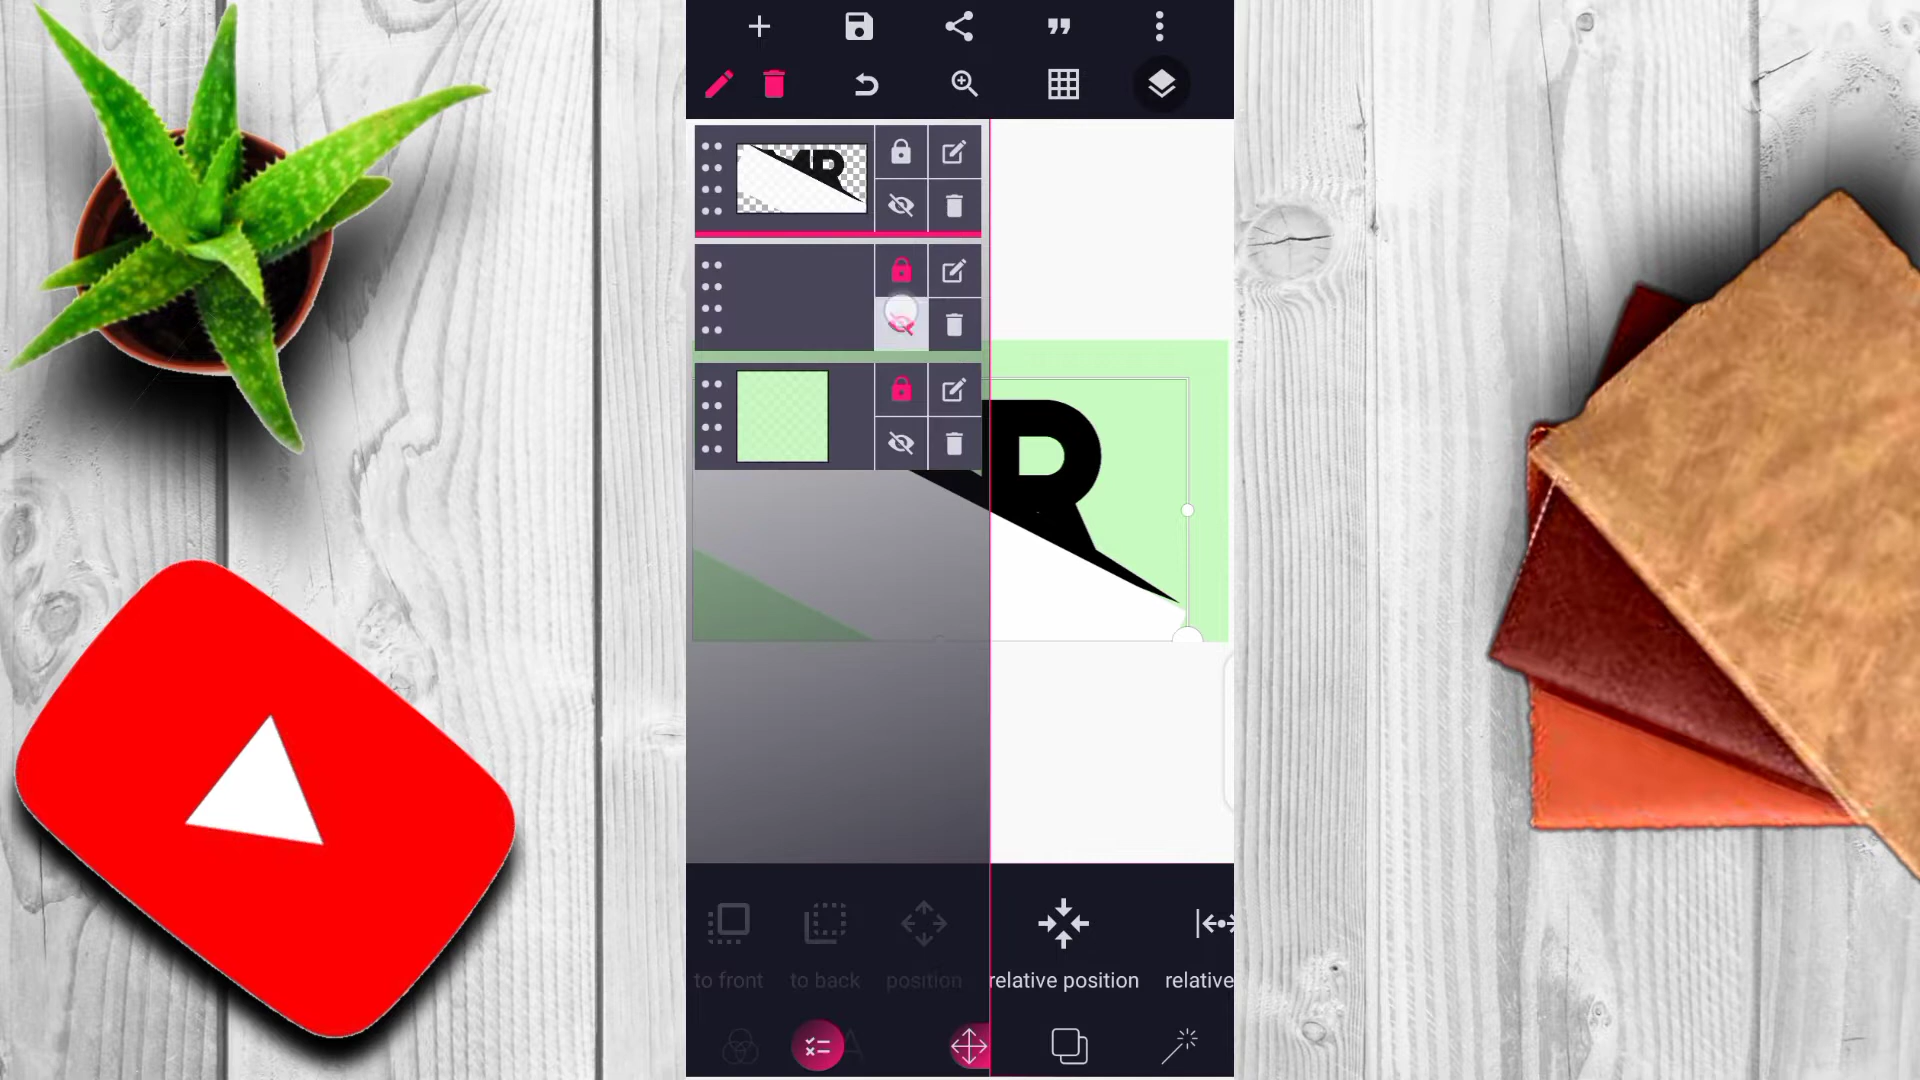 R
R
to front
to back
position
relative position
relative